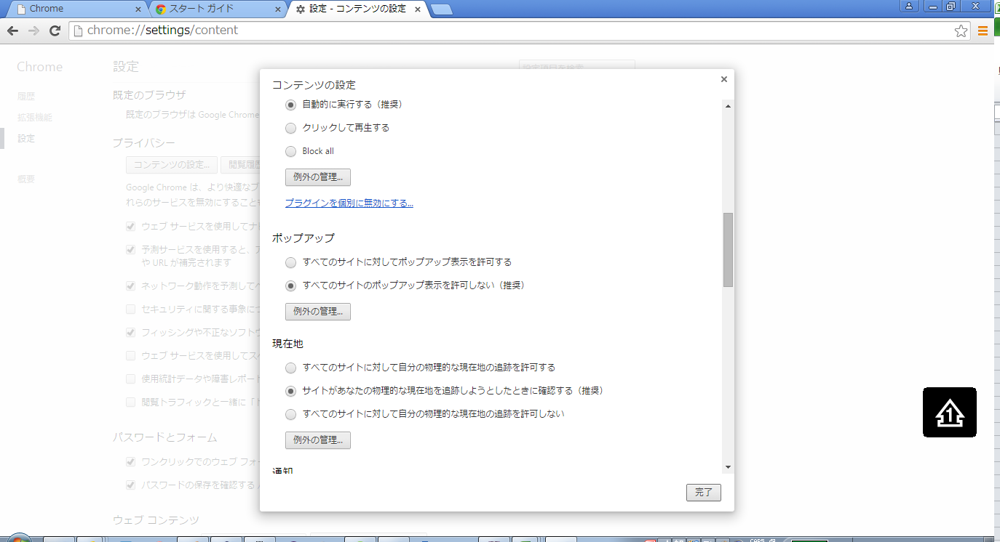 Chrome
スタート ガイド
設定 - コンテンツの設定
chrome://settings/content
Chrome
履歴
拡張機能
設定
概要
設定
設定項目を検索
既定のブラウザ
既定のブラウザは Google Chrome
プライバシー
コンテンツの設定...
閲覧履歴
Google Chrome は、より快適なブ
れらのサービスを無効にすることも
ウェブ サービスを使用してナ
予測サービスを使用すると、ア
や URL が補完されます
ネットワーク動作を予測してペ
セキュリティに関する事象につ
フィッシングや不正なソフトウ
ウェブ サービスを使用してス
使用統計データや障害レポート
閲覧トラフィックと一緒に「
パスワードとフォーム
ワンクリックでのウェブ フォー
パスワードの保存を確認する
ウェブ コンテンツ
コンテンツの設定
自動的に実行する（推奨）
クリックして再生する
Block all
例外の管理...
プラグインを個別に無効にする...
ポップアップ
すべてのサイトに対してポップアップ表示を許可する
すべてのサイトのポップアップ表示を許可しない（推奨）
例外の管理...
現在地
すべてのサイトに対して自分の物理的な現在地の追跡を許可する
サイトがあなたの物理的な現在地を追跡しようとしたときに確認する（推奨）
すべてのサイトに対して自分の物理的な現在地の追跡を許可しない
例外の管理...
通知
完了
1
CAPS